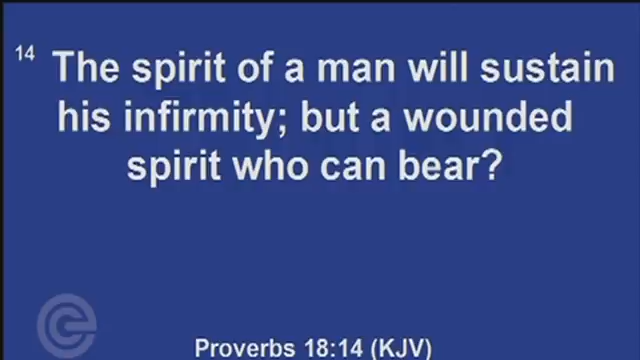 14 The spirit of a man will sustain
his infirmity; but a wounded
spirit who can bear?
Proverbs 18:14 (KJV)